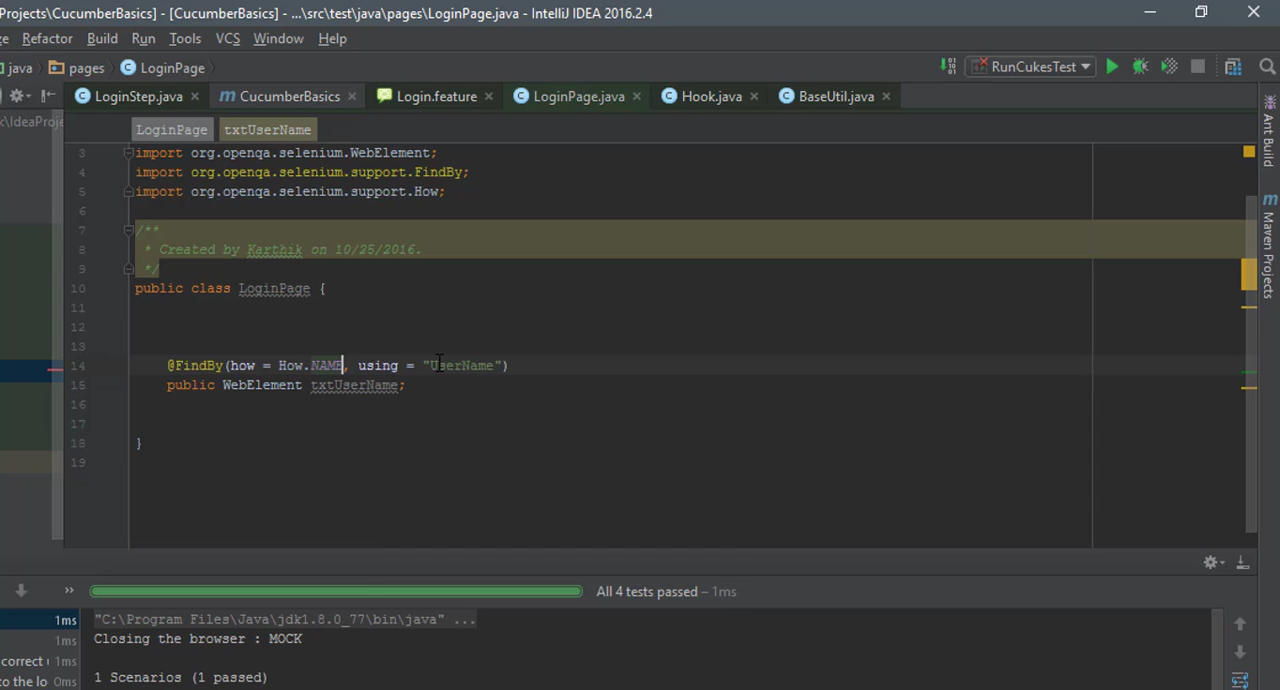 Projects\CucumberBasics] - [CucumberBasics] - ...\src\test\java\pages\LoginPage.java - IntelliJ IDEA 2016.2.4
Refactor Build Run Tools VCS Window Help
java pages LoginPage RunCukesTest
LoginStep.java CucumberBasics Login.feature LoginPage.java Hook.java BaseUtil.java
k\IdeaProj
LoginPage txtUserName
3 import org.openqa.selenium.WebElement;
4 import org.openqa.selenium.support.FindBy;
5 import org.openqa.selenium.support.How;
6
7 /**
8 * Created by Karthik on 10/25/2016.
9 */
10 public class LoginPage {
11
12
13
14 @FindBy(how = How.NAME, using = "UserName")
15 public WebElement txtUserName;
16
17
18 }
19
Ant Build
Maven Projects
All 4 tests passed – 1ms
1ms "C:\Program Files\Java\jdk1.8.0_77\bin\java" ...
1ms Closing the browser : MOCK
correct 1ms
to the lo 0ms 1 Scenarios (1 passed)